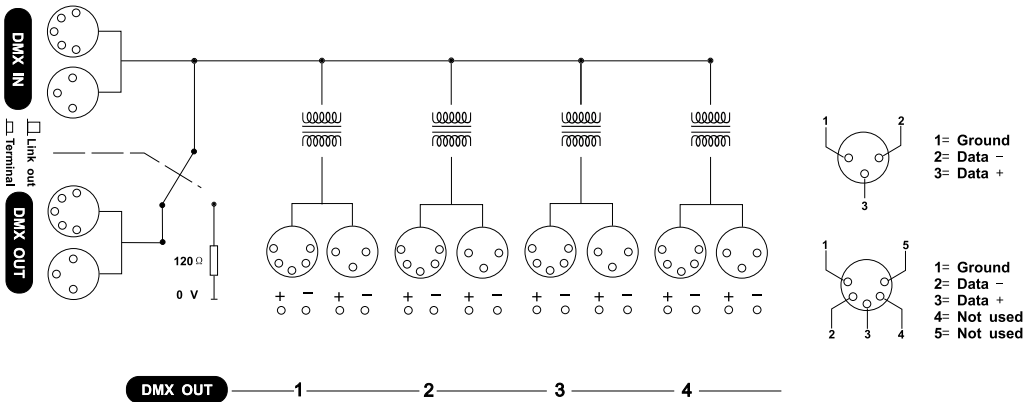 DMX IN
Link out
Terminal
DMX OUT
120 Ω
0 V
+ − + − + − + − + − + − + − + −
DMX OUT 1 2 3 4
1 2
3
1= Ground
2= Data −
3= Data +
1 5
2 3 4
1= Ground
2= Data −
3= Data +
4= Not used
5= Not used